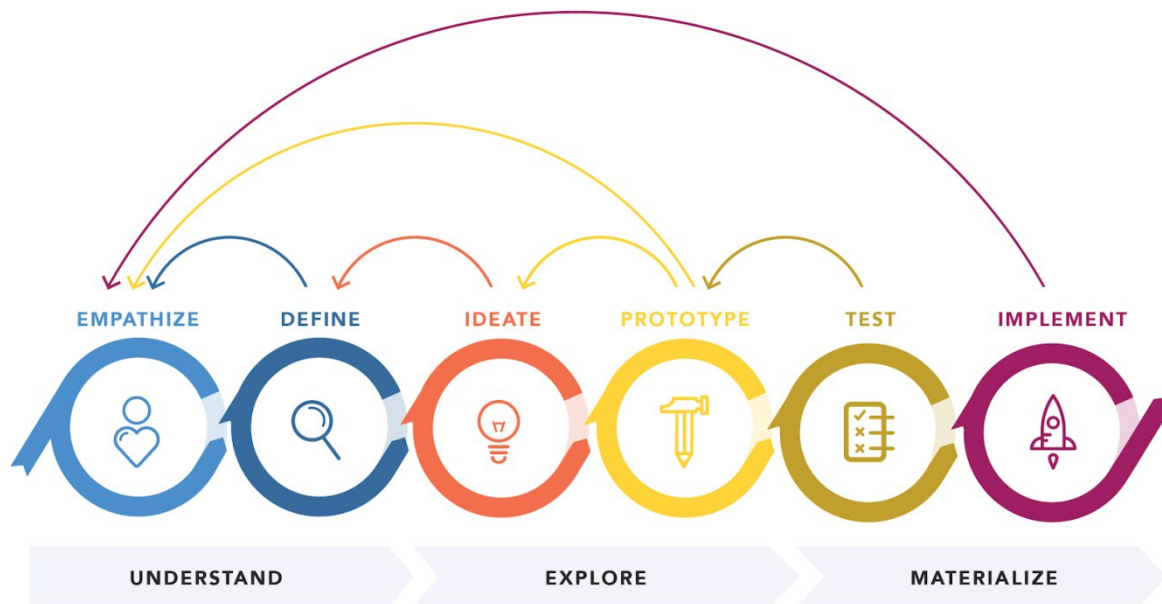 EMPATHIZE
DEFINE
IDEATE
PROTOTYPE
TEST
IMPLEMENT
UNDERSTAND
EXPLORE
MATERIALIZE